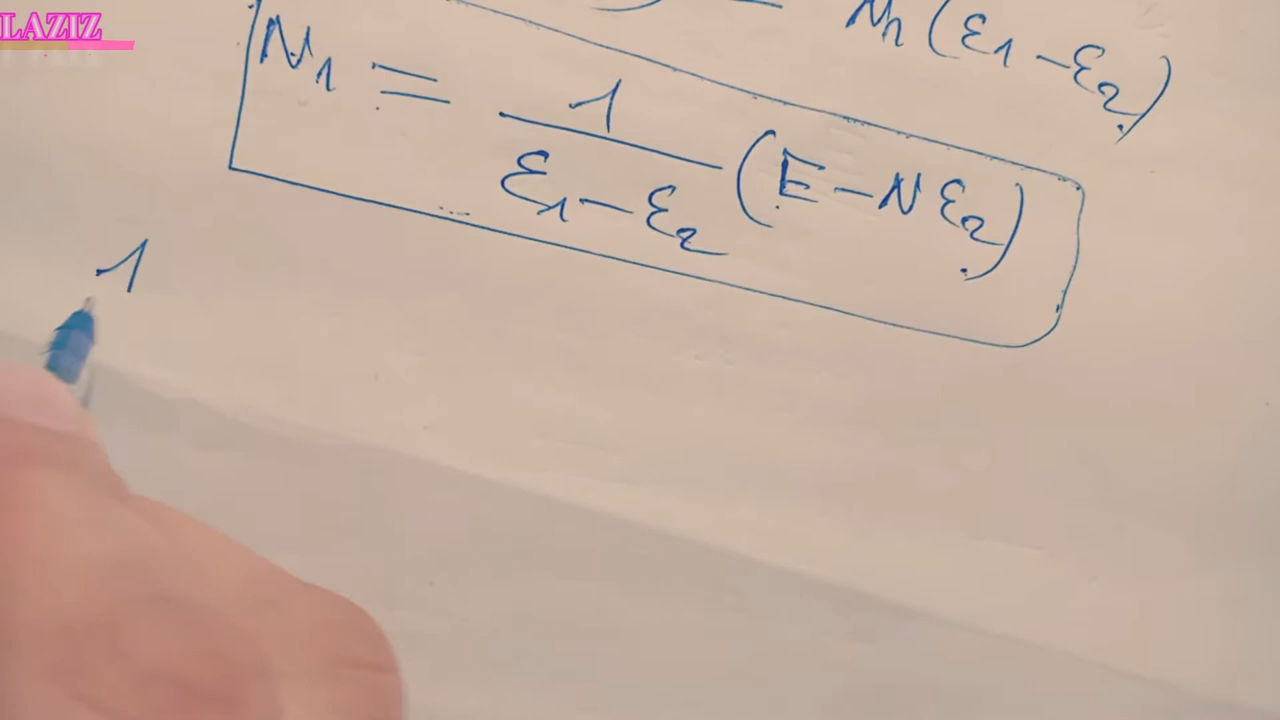 LAZIZ
N₁(ε₁ - ε₂)
N₁ = 1/(ε₁ - ε₂) (E - Nε₂)
1